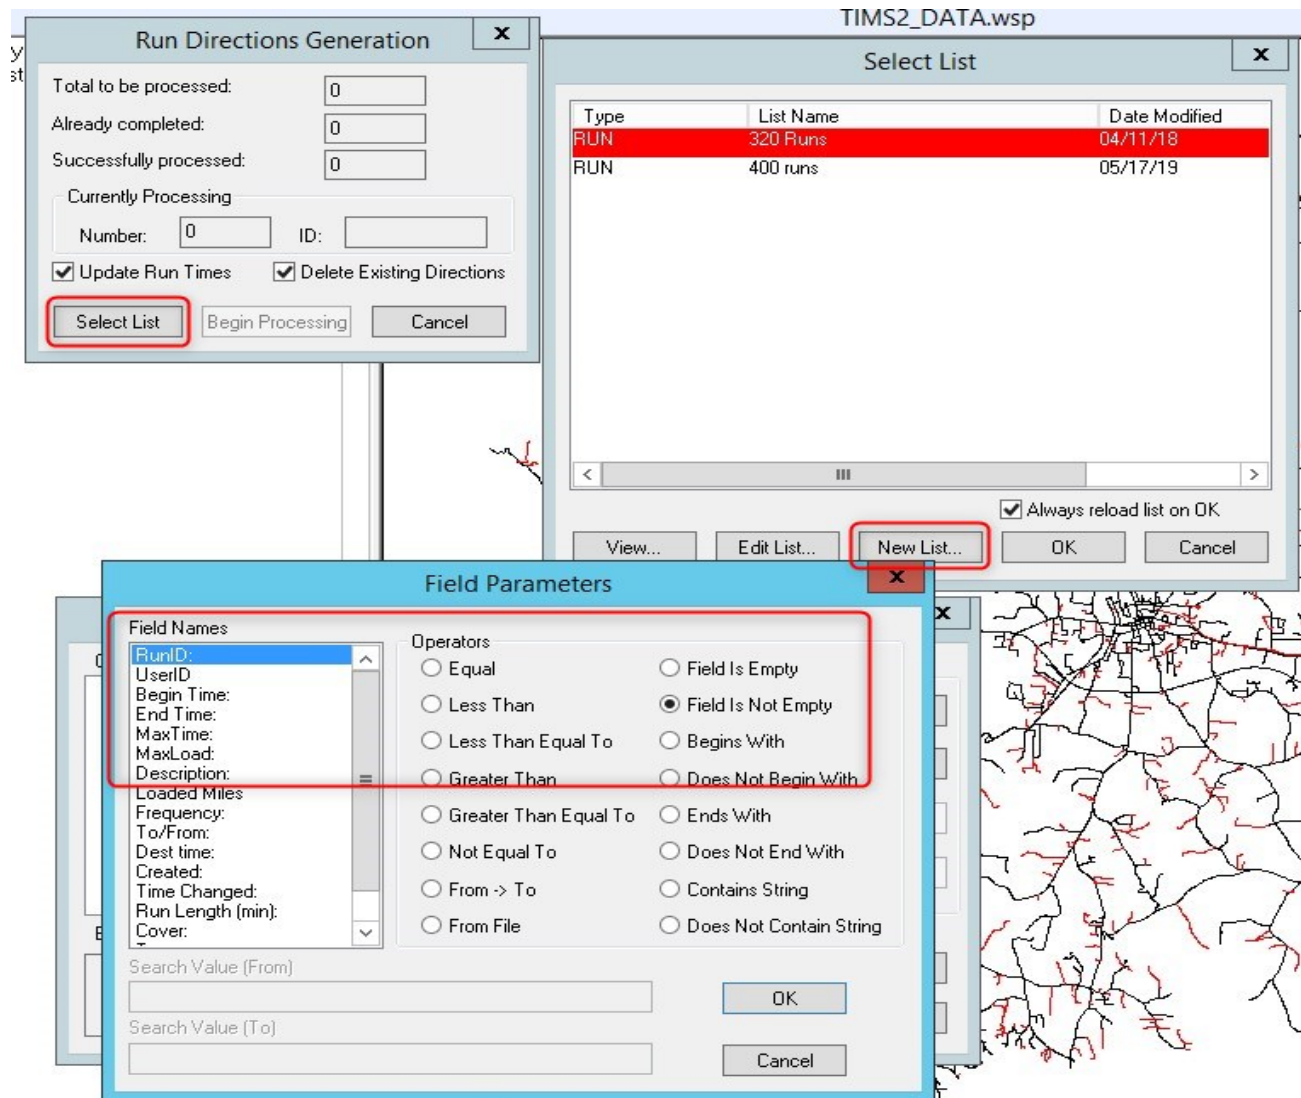 TIMS2_DATA.wsp
Run Directions Generation x
Total to be processed: 0
Already completed: 0
Successfully processed: 0
Currently Processing
Number: 0 ID:
Update Run Times Delete Existing Directions
Select List Begin Processing Cancel
Select List x
Type List Name Date Modified
RUN 320 Runs 04/11/18
RUN 400 runs 05/17/19
Always reload list on OK
View... Edit List... New List... OK Cancel
Field Parameters x
Field Names
RunID:
UserID
Begin Time:
End Time:
MaxTime:
MaxLoad:
Description:
Loaded Miles
Frequency:
To/From:
Dest time:
Created:
Time Changed:
Run Length (min):
Cover:
Operators
Equal
Less Than
Less Than Equal To
Greater Than
Greater Than Equal To
Not Equal To
From -> To
From File
Field Is Empty
Field Is Not Empty
Begins With
Does Not Begin With
Ends With
Does Not End With
Contains String
Does Not Contain String
Search Value (From)
OK
Search Value (To)
Cancel
x